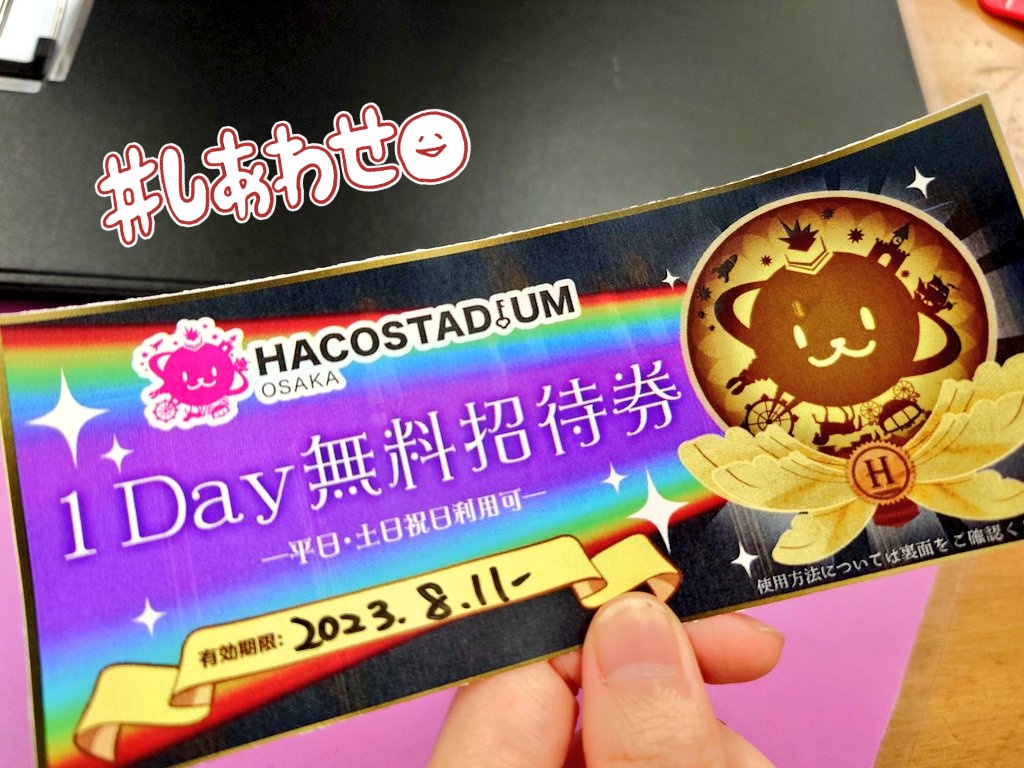 #しあわせ
HACOSTADIUM
OSAKA
1Day無料招待券
平日・土日祝日利用可
有効期限: 2023. 8.11-
H
使用方法については裏面をご確認く